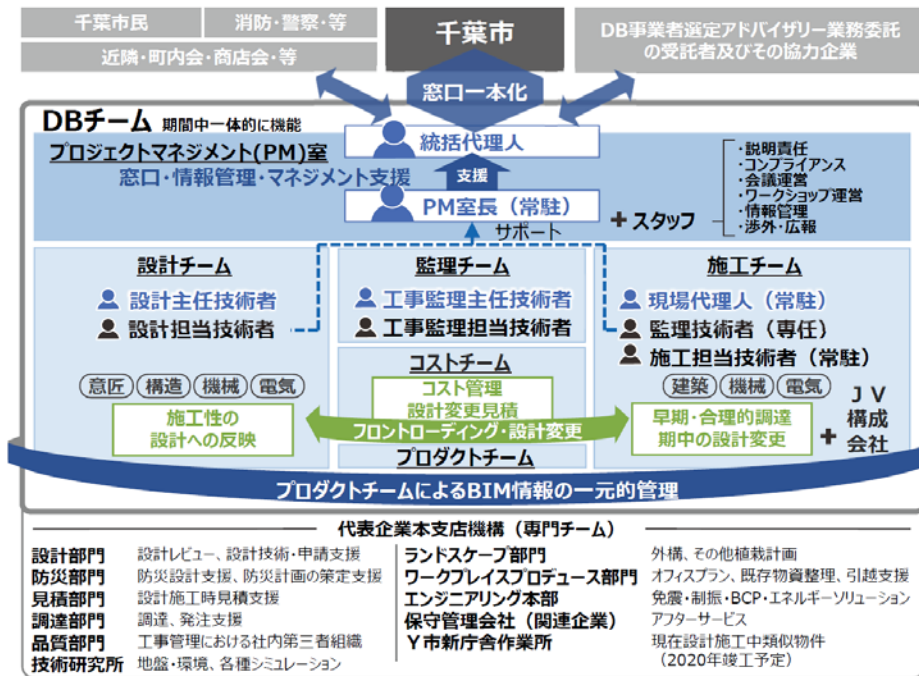 千葉市民
消防・警察・等
近隣・町内会・商店会・等
千葉市
DB事業者選定アドバイザリー業務委託
の受託者及びその協力企業
窓口一本化
DBチーム 期間中一体的に機能
プロジェクトマネジメント(PM)室
窓口・情報管理・マネジメント支援
統括代理人
支援
PM室長（常駐）
サポート
＋スタッフ
・説明責任
・コンプライアンス
・会議運営
・ワークショップ運営
・情報管理
・渉外・広報
設計チーム
設計主任技術者
設計担当技術者
意匠 構造 機械 電気
施工性の
設計への反映
監理チーム
工事監理主任技術者
工事監理担当技術者
コストチーム
コスト管理
設計変更見積
フロントローディング・設計変更
プロダクトチーム
施工チーム
現場代理人（常駐）
監理技術者（専任）
施工担当技術者（常駐）
建築 機械 電気
早期・合理的調達
期中の設計変更
＋
ＪＶ
構成
会社
プロダクトチームによるBIM情報の一元的管理
代表企業本支店機構（専門チーム）
設計部門 設計レビュー、設計技術・申請支援
防災部門 防災設計支援、防災計画の策定支援
見積部門 設計施工時見積支援
調達部門 調達、発注支援
品質部門 工事管理における社内第三者組織
技術研究所 地盤・環境、各種シミュレーション
ランドスケープ部門 外構、その他植栽計画
ワークプレイスプロデュース部門 オフィスプラン、既存物資整理、引越支援
エンジニアリング本部 免震・制振・BCP・エネルギーソリューション
保守管理会社（関連企業） アフターサービス
Ｙ市新庁舎作業所 現在設計施工中類似物件
（2020年竣工予定）